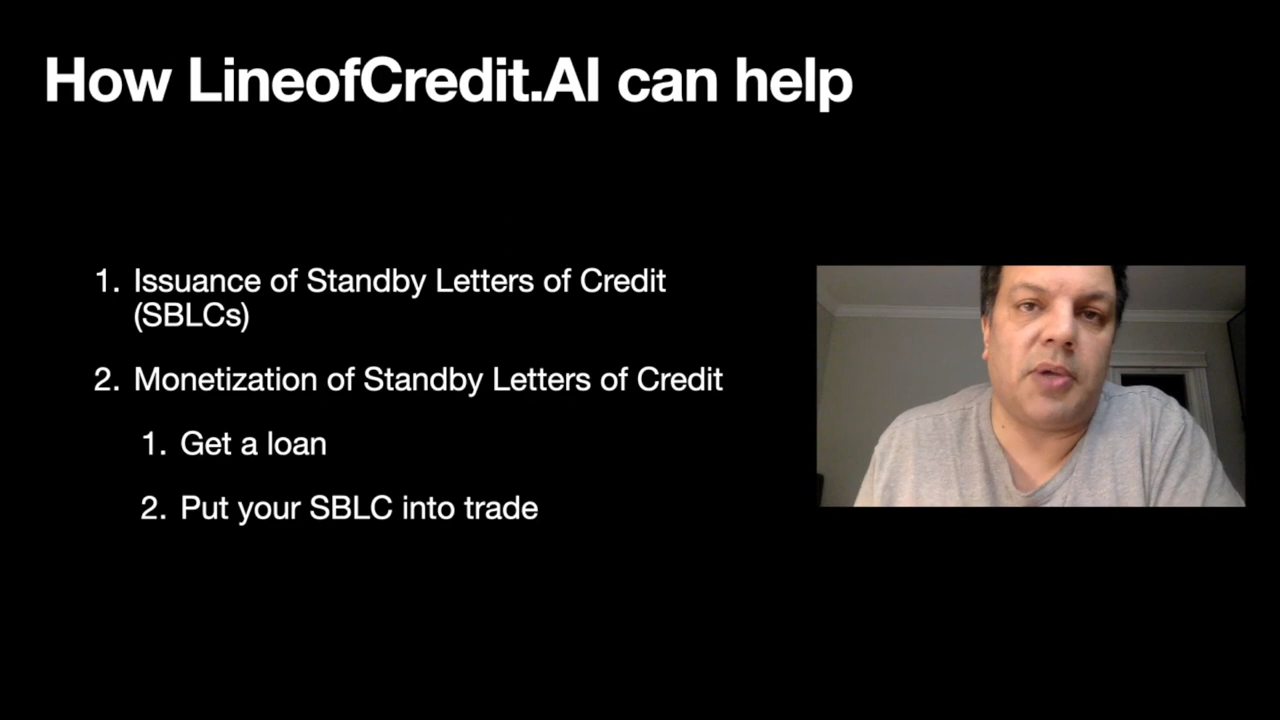 How LineofCredit.AI can help
1. Issuance of Standby Letters of Credit
(SBLCs)
2. Monetization of Standby Letters of Credit
1. Get a loan
2. Put your SBLC into trade